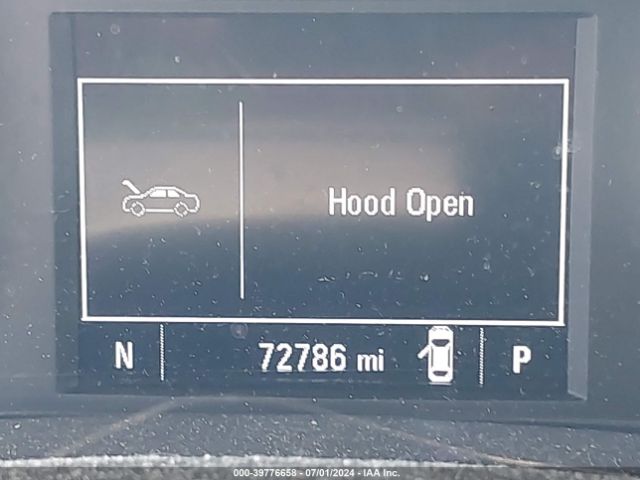 Hood Open
N 72786 mi P
000-39776658 - 07/01/2024 - IAA Inc.